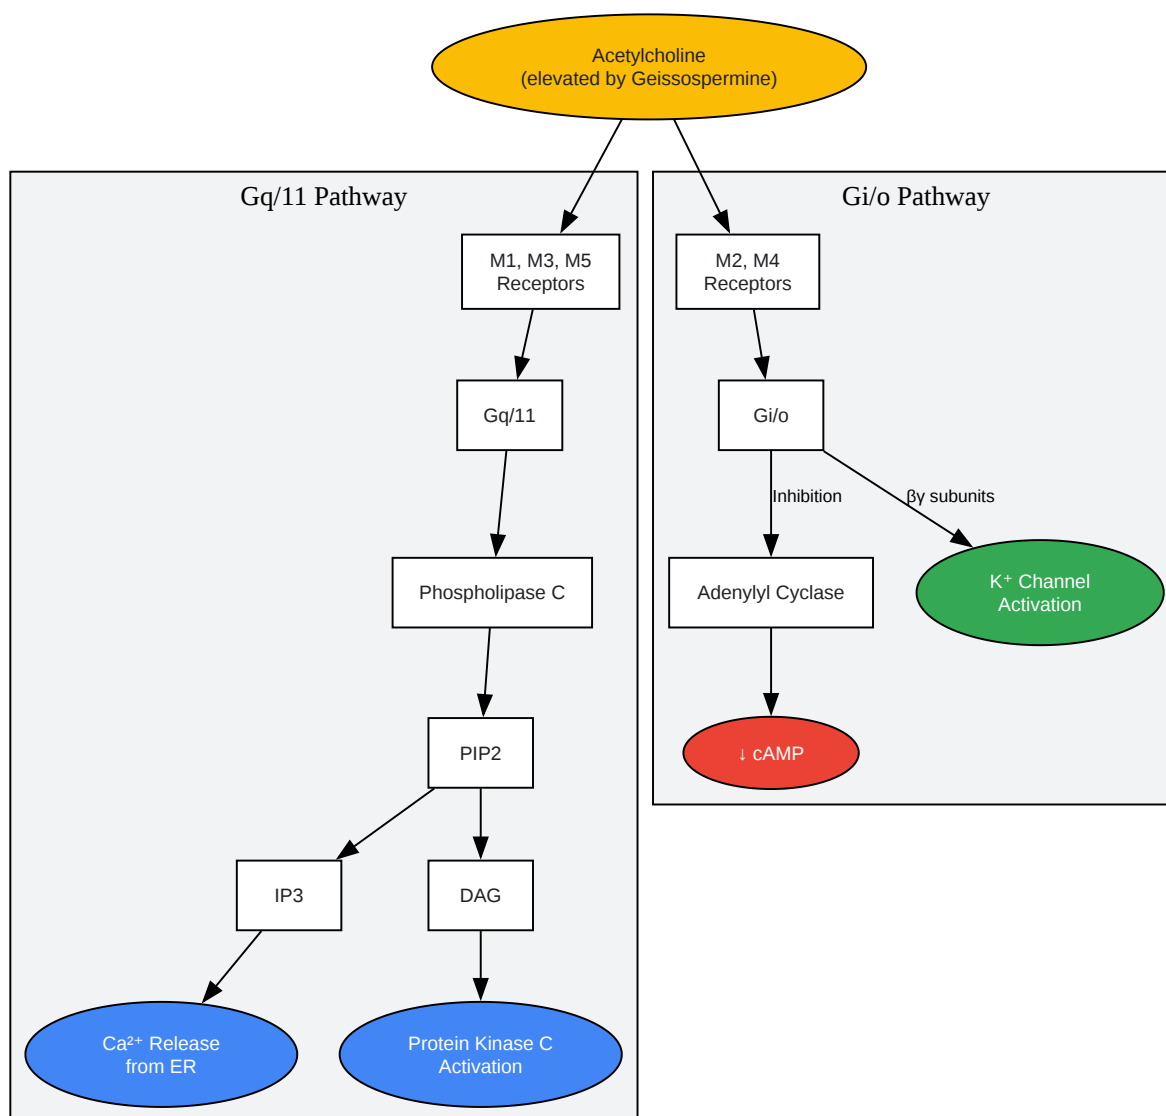 Acetylcholine
(elevated by Geissospermine)
Gq/11 Pathway
Gi/o Pathway
M1, M3, M5
Receptors
M2, M4
Receptors
Gq/11
Gi/o
Inhibition
βγ subunits
Phospholipase C
Adenylyl Cyclase
K⁺ Channel
Activation
PIP2
↓ cAMP
IP3
DAG
Ca²⁺ Release
from ER
Protein Kinase C
Activation